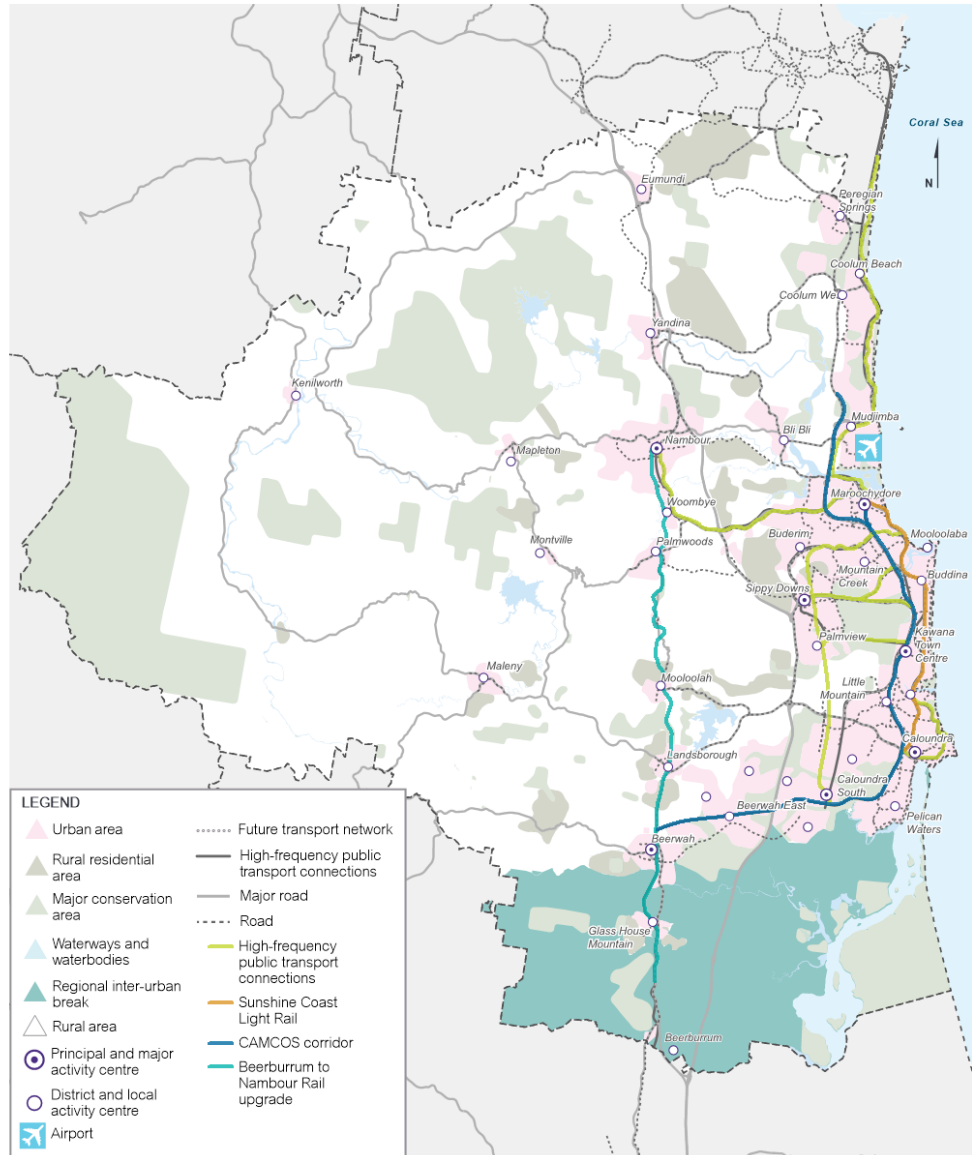 Coral Sea
N
Eumundi
Peregian
Springs
Coolum Beach
Coolum We
Yandina
Kenilworth
Mudjimba
Bli Bli
Nambour
Mapleton
Maroochydore
Woombye
Mooloolaba
Buderim
Palmwoods
Montville
Mountain
Creek
Buddina
Sippy Downs
Kawana
Town
Centre
Palmview
Maleny
Mooloolah
Little
Mountain
Caloundra
Landsborough
Caloundra
South
Beerwah East
Pelican
Waters
Beerwah
Glass House
Mountain
Beerburrum
LEGEND
Urban area
Rural residential
area
Major conservation
area
Waterways and
waterbodies
Regional inter-urban
break
Rural area
Principal and major
activity centre
District and local
activity centre
Airport
Future transport network
High-frequency public
transport connections
Major road
Road
High-frequency
public transport
connections
Sunshine Coast
Light Rail
CAMCOS corridor
Beerburrum to
Nambour Rail
upgrade